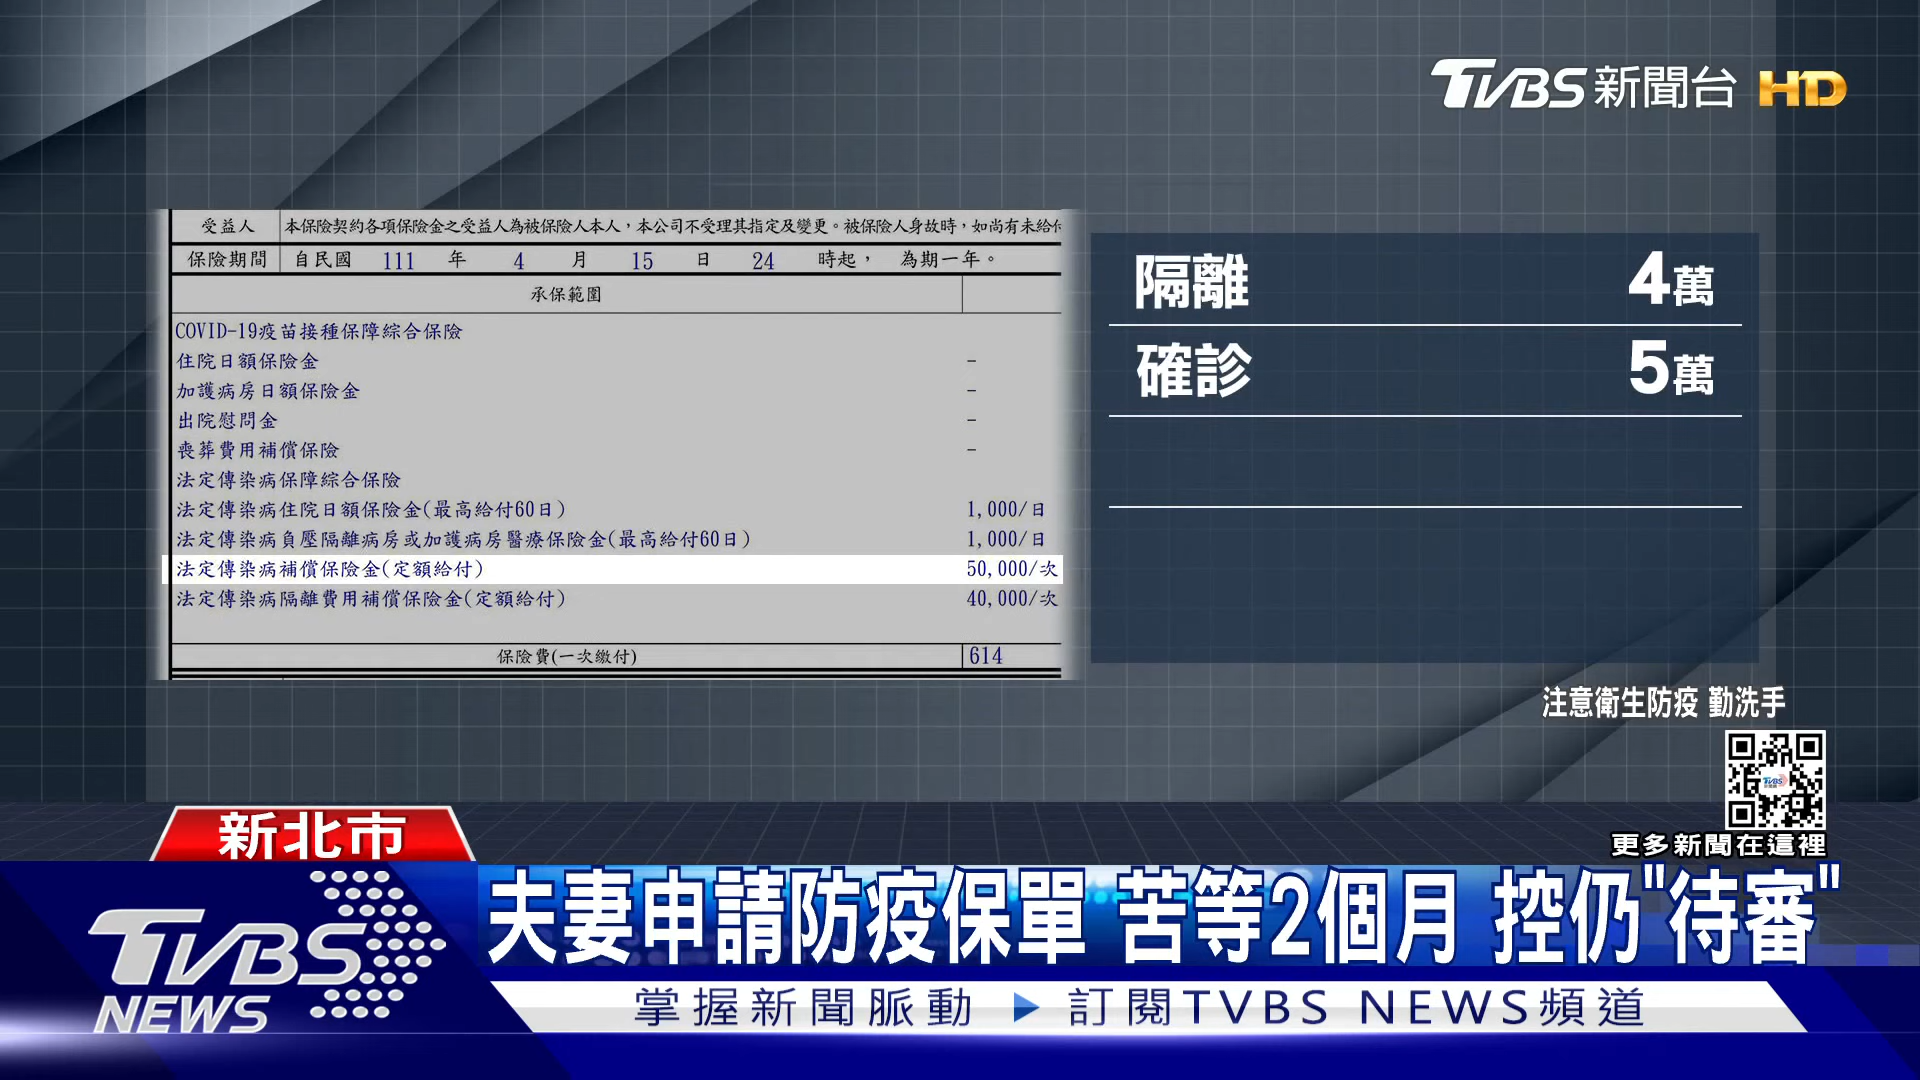 TVBS新聞台 HD
受益人 本保險契約各項保險金之受益人為被保險人本人，本公司不受理其指定及變更。被保險人身故時，如尚有未給付
保險期間 自民國 111 年 4 月 15 日 24 時起， 為期一年。
承保範圍
COVID-19疫苗接種保障綜合保險
住院日額保險金 -
加護病房日額保險金 -
出院慰問金 -
喪葬費用補償保險 -
法定傳染病保障綜合保險
法定傳染病住院日額保險金(最高給付60日) 1,000/日
法定傳染病負壓隔離病房或加護病房醫療保險金(最高給付60日) 1,000/日
法定傳染病補償保險金(定額給付) 50,000/次
法定傳染病隔離費用補償保險金(定額給付) 40,000/次
保險費(一次繳付) 614
隔離 4萬
確診 5萬
注意衛生防疫 勤洗手
TVBS
更多新聞在這裡
新北市
夫妻申請防疫保單 苦等2個月 控仍"待審"
TVBS
NEWS
掌握新聞脈動 ▶ 訂閱TVBS NEWS頻道